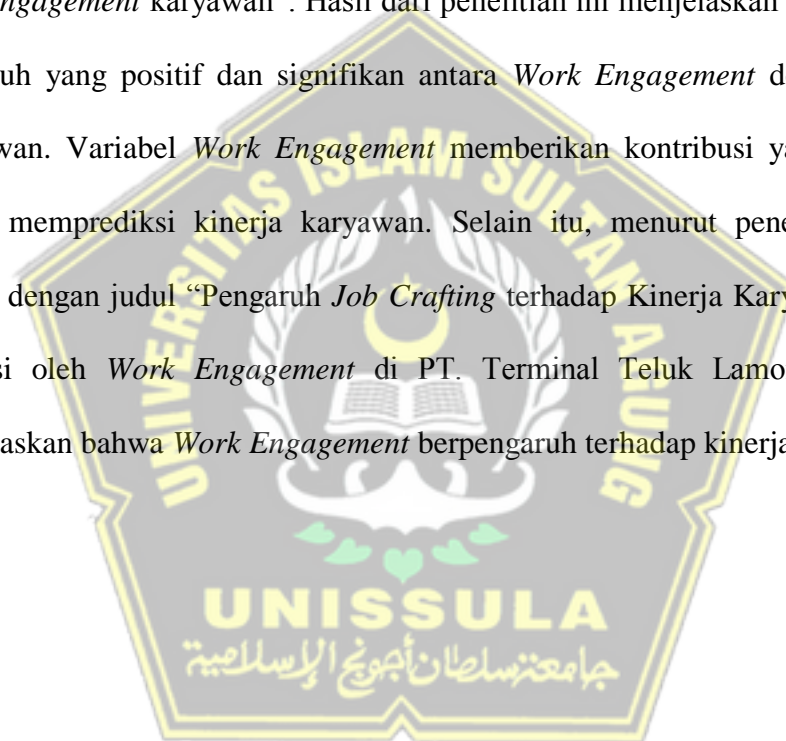 ngagement karyawan”. Hasil dari penelitian ini menjelaskan
uh yang positif dan signifikan antara Work Engagement d
wan. Variabel Work Engagement memberikan kontribusi ya
memprediksi kinerja karyawan. Selain itu, menurut pene
dengan judul “Pengaruh Job Crafting terhadap Kinerja Kary
si oleh Work Engagement di PT. Terminal Teluk Lamo
askan bahwa Work Engagement berpengaruh terhadap kinerja
UNIVERSITAS ISLAM SULTAN AGUNG
UNISSULA
جامعة سلطان أجونج الإسلامية